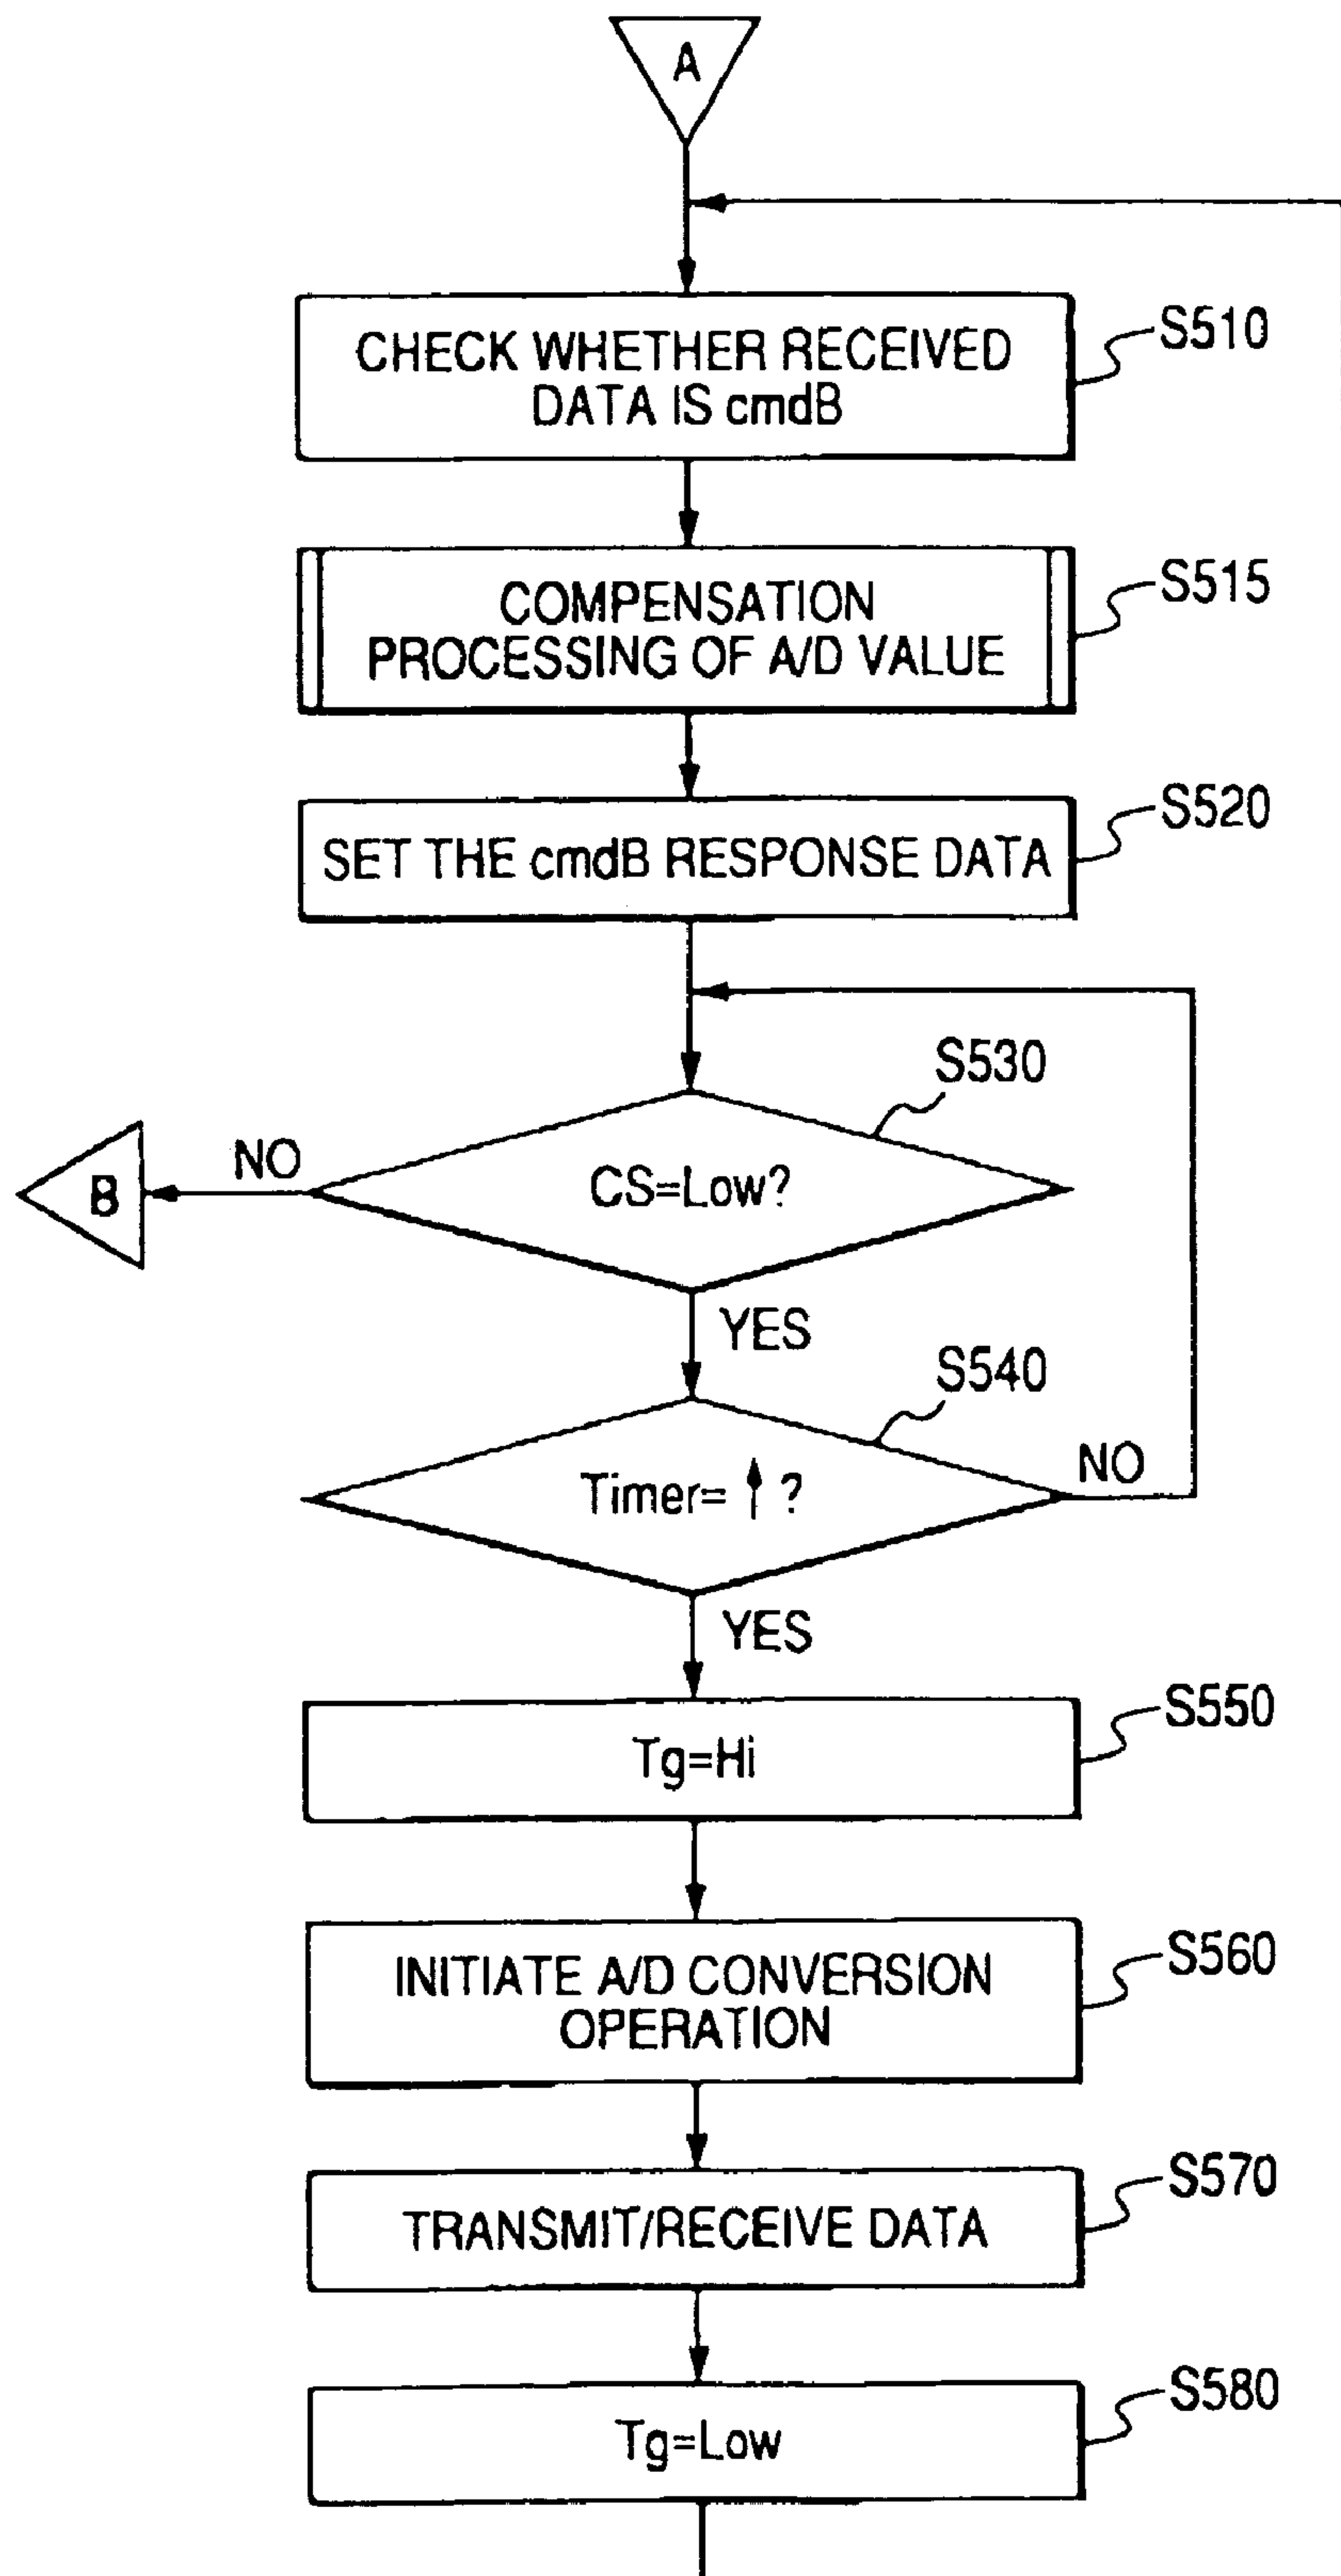 A
CHECK WHETHER RECEIVED
DATA IS cmdB
S510
COMPENSATION
PROCESSING OF A/D VALUE
S515
SET THE cmdB RESPONSE DATA
S520
CS=Low?
S530
NO
B
YES
Timer= ↑ ?
S540
NO
YES
Tg=Hi
S550
INITIATE A/D CONVERSION
OPERATION
S560
TRANSMIT/RECEIVE DATA
S570
Tg=Low
S580